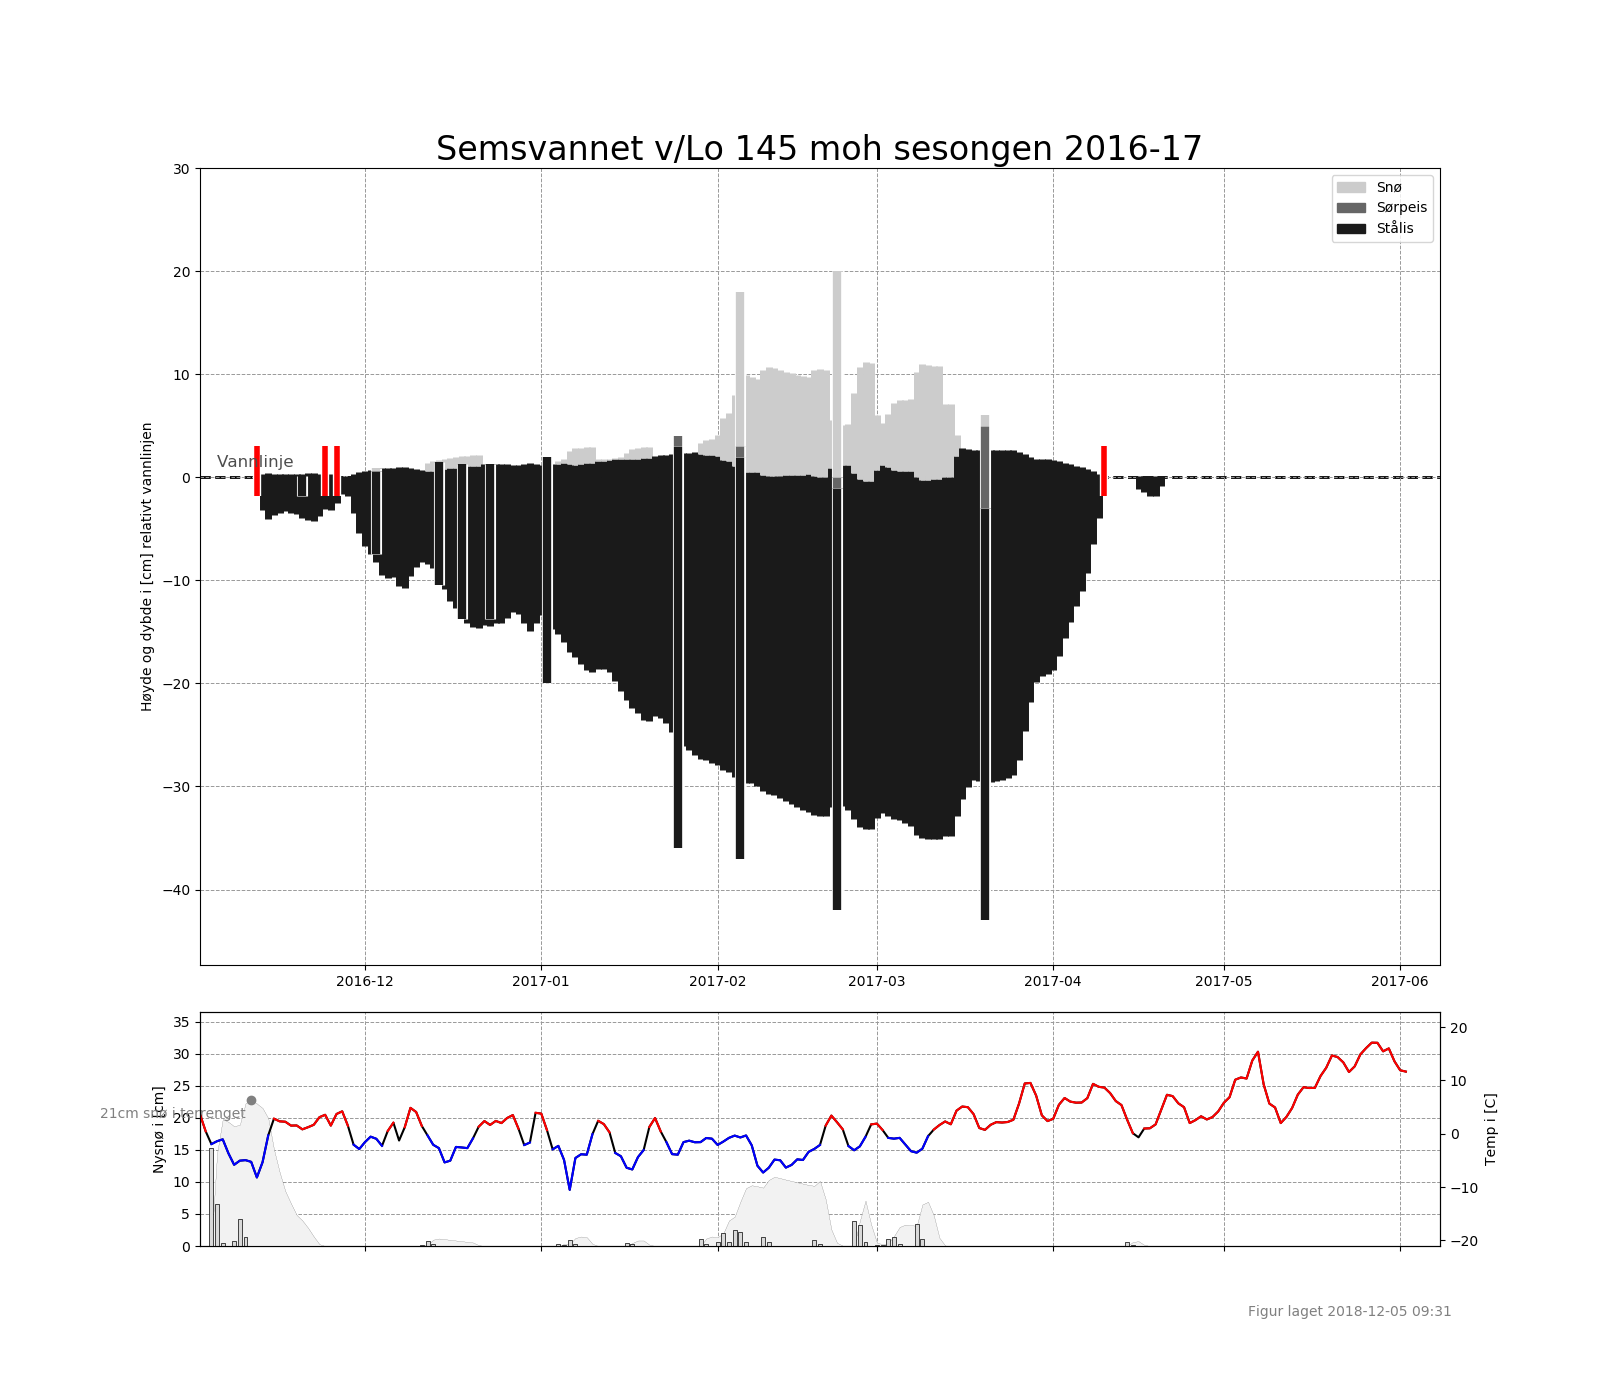 Semsvannet v/Lo 145 moh sesongen 2016-17
Snø
Sørpeis
Stålis
Høyde og dybde i [cm] relativt vannlinjen
30
20
10
0
−10
−20
−30
−40
Vannlinje
2016-12 2017-01 2017-02 2017-03 2017-04 2017-05 2017-06
Nysnø i [cm]
35
30
25
20
15
10
5
0
21cm snø i terrenget
Temp i [C]
20
10
0
−10
−20
Figur laget 2018-12-05 09:31